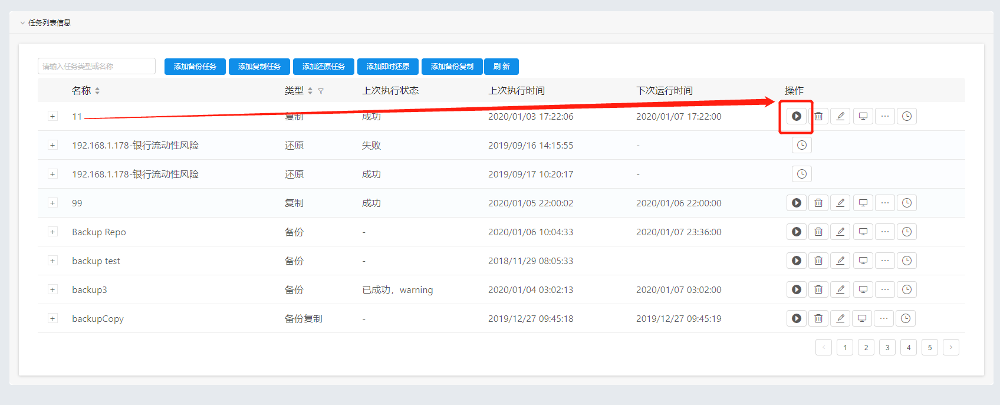 任务列表信息
请输入任务类型或名称 添加备份任务 添加复制任务 添加还原任务 添加即时还原 添加备份复制 刷 新
名称 类型 上次执行状态 上次执行时间 下次运行时间 操作
11 复制 成功 2020/01/03 17:22:06 2020/01/07 17:22:00
192.168.1.178-银行流动性风险 还原 失败 2019/09/16 14:15:55 -
192.168.1.178-银行流动性风险 还原 成功 2019/09/17 10:20:17 -
99 复制 成功 2020/01/05 22:00:02 2020/01/06 22:00:00
Backup Repo 备份 - 2020/01/06 10:04:33 2020/01/07 23:36:00
backup test 备份 - 2018/11/29 08:05:33
backup3 备份 已成功，warning 2020/01/04 03:02:13 2020/01/07 03:02:00
backupCopy 备份复制 - 2019/12/27 09:45:18 2019/12/27 09:45:19
< 1 2 3 4 5 >